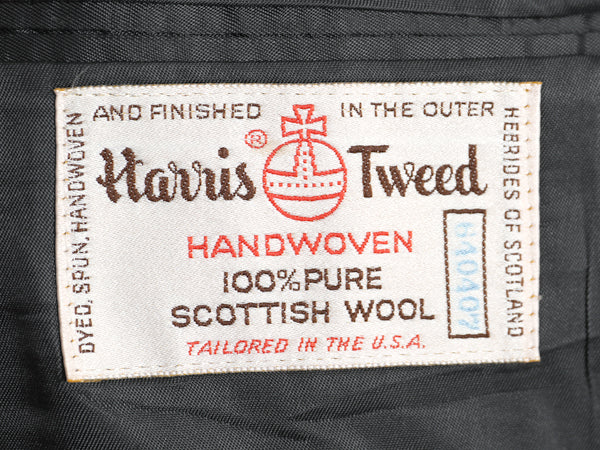 DYED, SPUN, HANDWOVEN
AND FINISHED
IN THE OUTER
HEBRIDES OF SCOTLAND
Harris® Tweed
HANDWOVEN
100% PURE
SCOTTISH WOOL
TAILORED IN THE U.S.A.